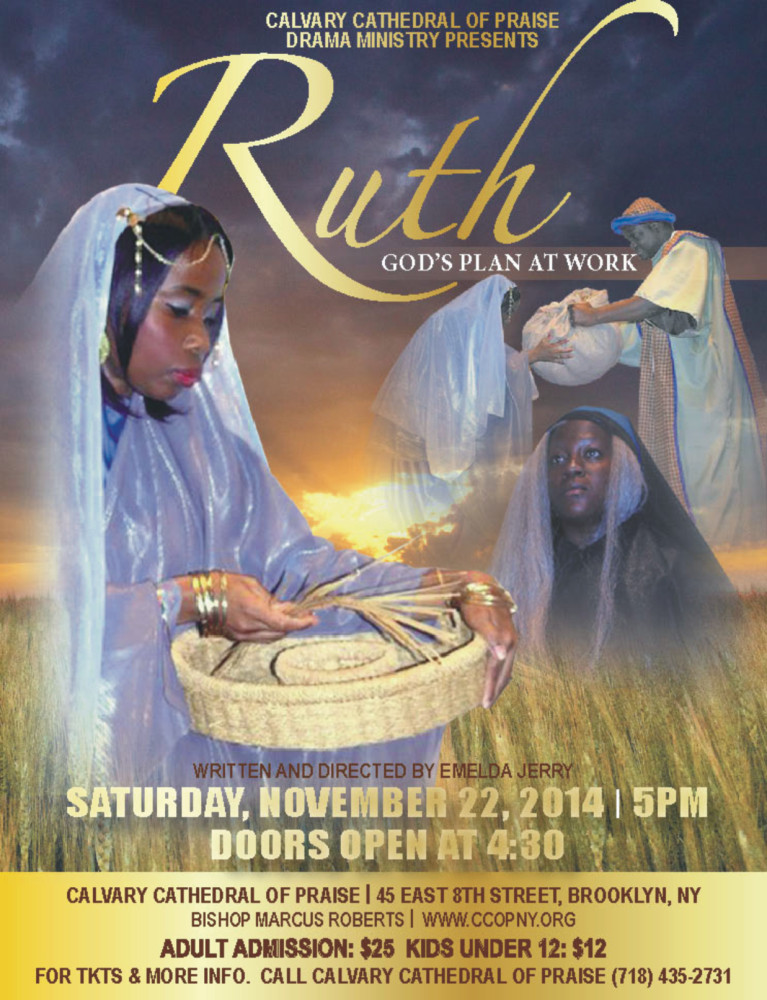 CALVARY CATHEDRAL OF PRAISE
DRAMA MINISTRY PRESENTS
Ruth
GOD'S PLAN AT WORK
WRITTEN AND DIRECTED BY EMELDA JERRY
SATURDAY, NOVEMBER 22, 2014 | 5PM
DOORS OPEN AT 4:30
CALVARY CATHEDRAL OF PRAISE | 45 EAST 8TH STREET, BROOKLYN, NY
BISHOP MARCUS ROBERTS | WWW.CCOPNY.ORG
ADULT ADMISSION: $25 KIDS UNDER 12: $12
FOR TKTS & MORE INFO. CALL CALVARY CATHEDRAL OF PRAISE (718) 435-2731